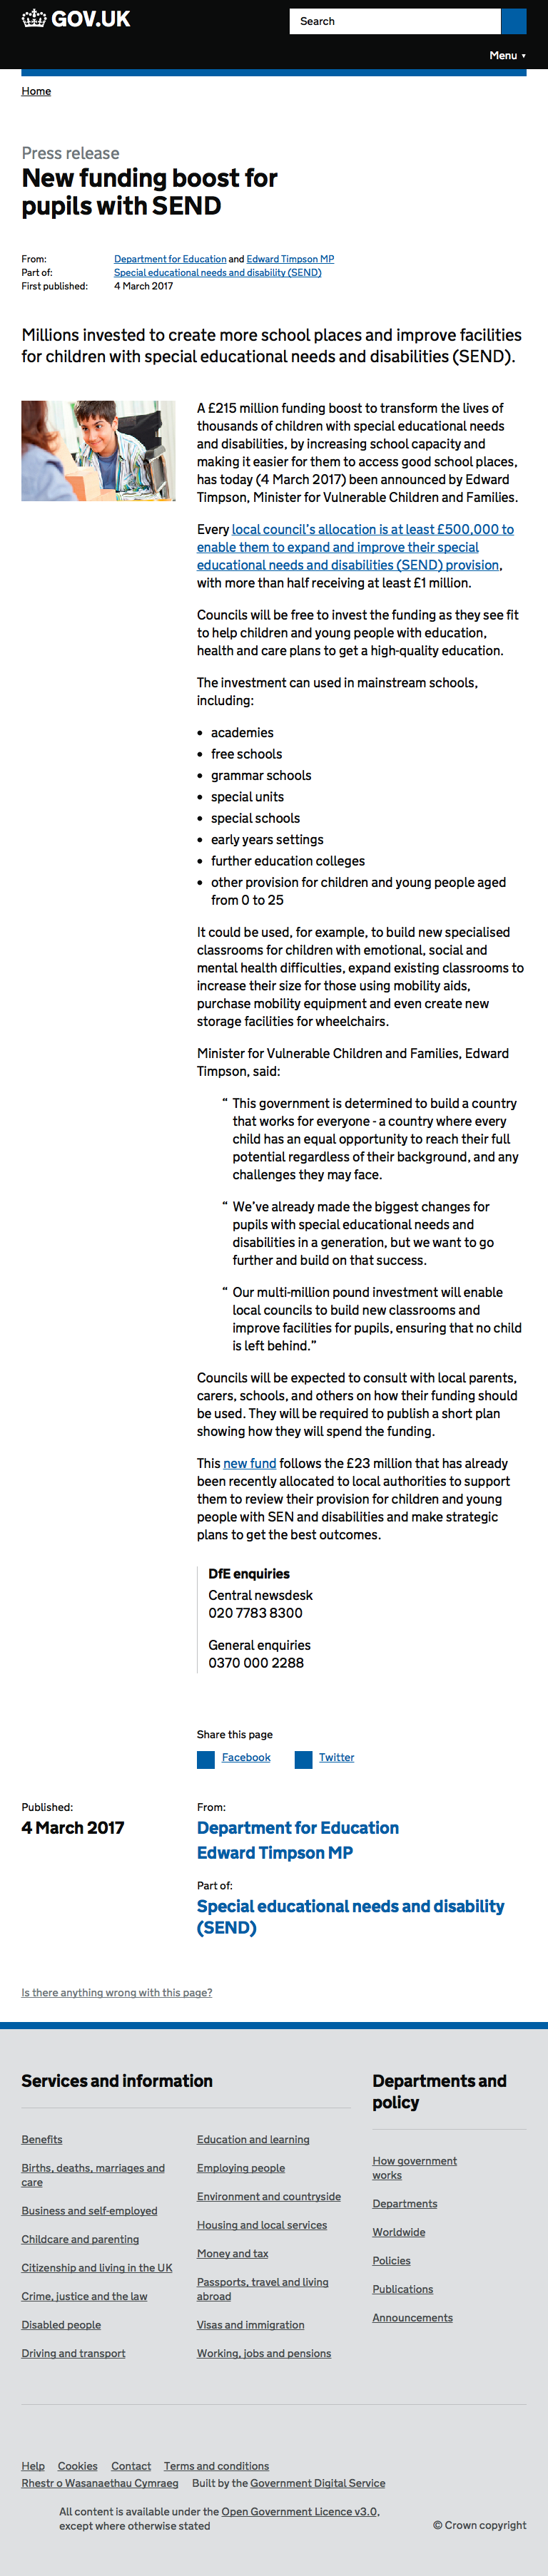 GOV.UK
Search
Menu ▾
Home
Press release
New funding boost for
pupils with SEND
From: Department for Education and Edward Timpson MP
Part of: Special educational needs and disability (SEND)
First published: 4 March 2017
Millions invested to create more school places and improve facilities
for children with special educational needs and disabilities (SEND).
A £215 million funding boost to transform the lives of
thousands of children with special educational needs
and disabilities, by increasing school capacity and
making it easier for them to access good school places,
has today (4 March 2017) been announced by Edward
Timpson, Minister for Vulnerable Children and Families.
Every local council's allocation is at least £500,000 to
enable them to expand and improve their special
educational needs and disabilities (SEND) provision,
with more than half receiving at least £1 million.
Councils will be free to invest the funding as they see fit
to help children and young people with education,
health and care plans to get a high-quality education.
The investment can used in mainstream schools,
including:
• academies
• free schools
• grammar schools
• special units
• special schools
• early years settings
• further education colleges
• other provision for children and young people aged
from 0 to 25
It could be used, for example, to build new specialised
classrooms for children with emotional, social and
mental health difficulties, expand existing classrooms to
increase their size for those using mobility aids,
purchase mobility equipment and even create new
storage facilities for wheelchairs.
Minister for Vulnerable Children and Families, Edward
Timpson, said:
“ This government is determined to build a country
that works for everyone - a country where every
child has an equal opportunity to reach their full
potential regardless of their background, and any
challenges they may face.
“ We’ve already made the biggest changes for
pupils with special educational needs and
disabilities in a generation, but we want to go
further and build on that success.
“ Our multi-million pound investment will enable
local councils to build new classrooms and
improve facilities for pupils, ensuring that no child
is left behind.”
Councils will be expected to consult with local parents,
carers, schools, and others on how their funding should
be used. They will be required to publish a short plan
showing how they will spend the funding.
This new fund follows the £23 million that has already
been recently allocated to local authorities to support
them to review their provision for children and young
people with SEN and disabilities and make strategic
plans to get the best outcomes.
DfE enquiries
Central newsdesk
020 7783 8300
General enquiries
0370 000 2288
Share this page
Facebook Twitter
Published:
4 March 2017
From:
Department for Education
Edward Timpson MP
Part of:
Special educational needs and disability
(SEND)
Is there anything wrong with this page?
Services and information
Benefits
Births, deaths, marriages and
care
Business and self-employed
Childcare and parenting
Citizenship and living in the UK
Crime, justice and the law
Disabled people
Driving and transport
Education and learning
Employing people
Environment and countryside
Housing and local services
Money and tax
Passports, travel and living
abroad
Visas and immigration
Working, jobs and pensions
Departments and
policy
How government
works
Departments
Worldwide
Policies
Publications
Announcements
Help Cookies Contact Terms and conditions
Rhestr o Wasanaethau Cymraeg Built by the Government Digital Service
All content is available under the Open Government Licence v3.0,
except where otherwise stated
© Crown copyright